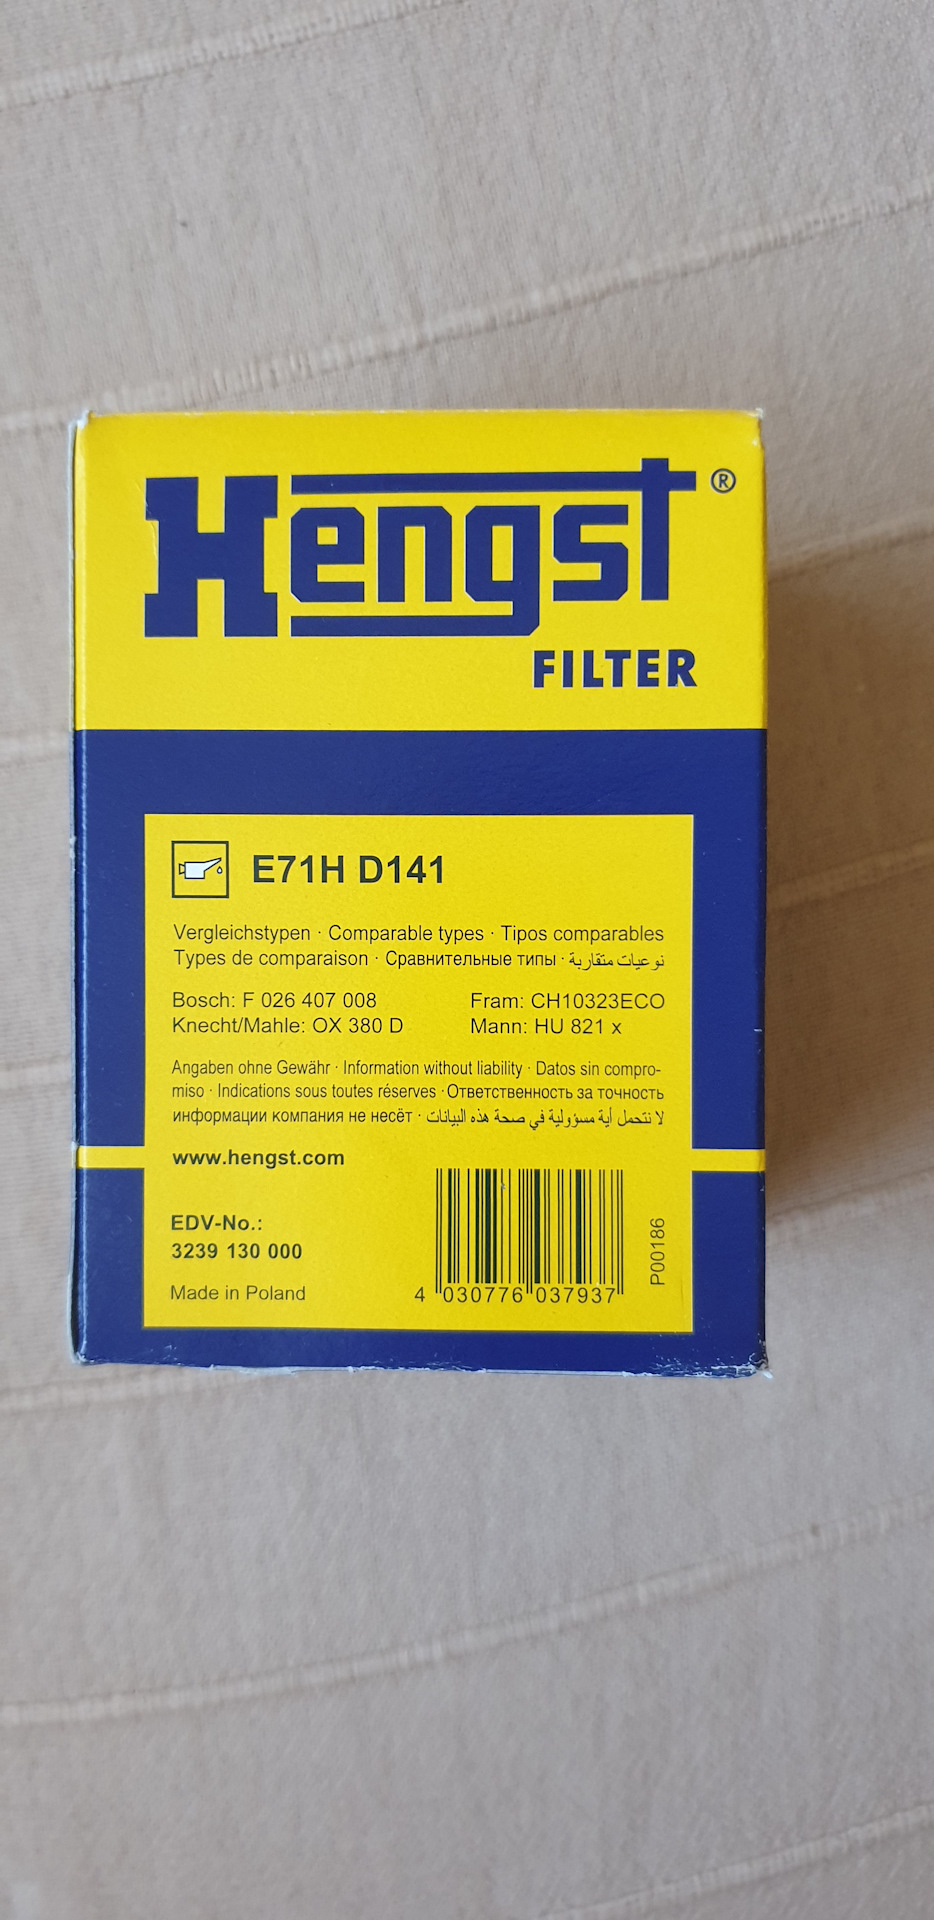 Hengst®
FILTER
E71H D141
Vergleichstypen · Comparable types · Tipos comparables
Types de comparaison · Сравнительные типы · نوعيات متقاربة
Bosch: F 026 407 008
Fram: CH10323ECO
Knecht/Mahle: OX 380 D
Mann: HU 821 x
Angaben ohne Gewähr · Information without liability · Datos sin compro-
miso · Indications sous toutes réserves · Ответственность за точность
информации компания не несёт · لا نتحمل أية مسؤولية في صحة هذه البيانات
www.hengst.com
EDV-No.:
3239 130 000
Made in Poland
4 030776 037937
P00186